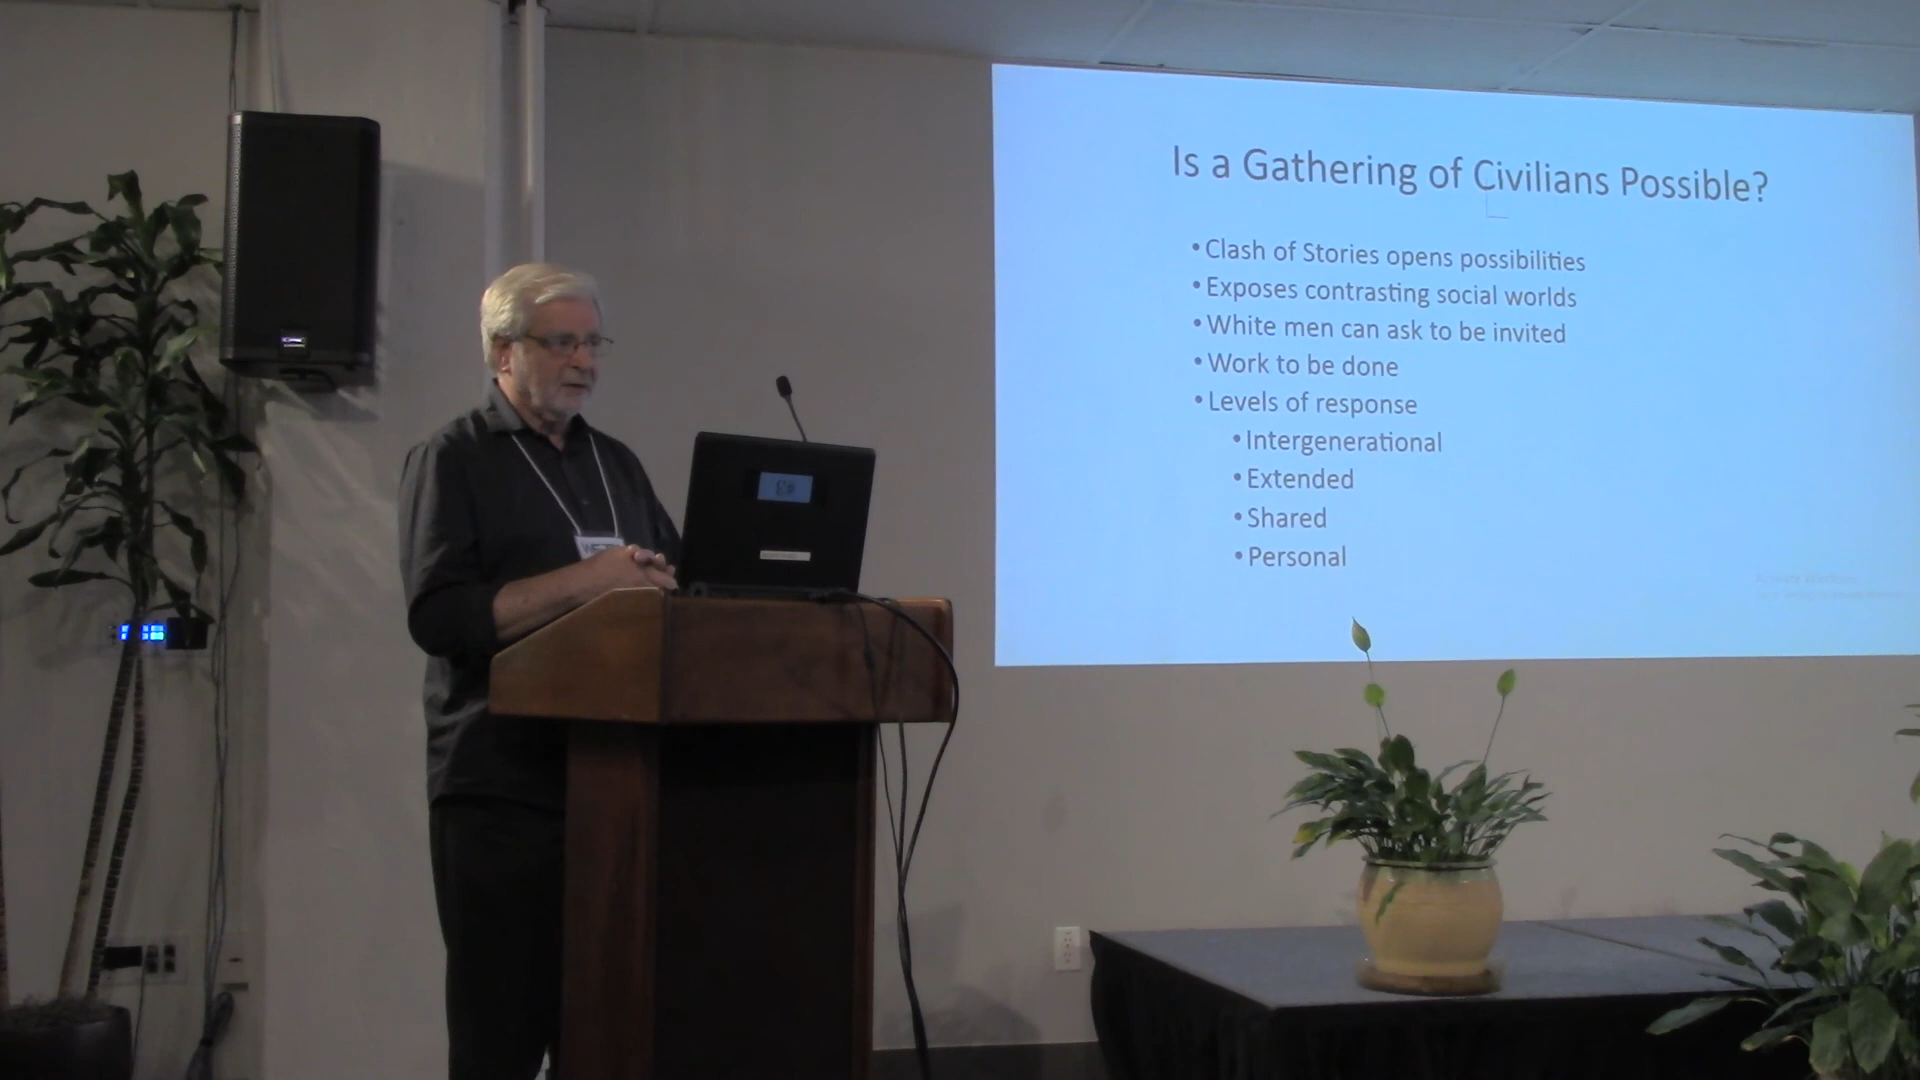 Is a Gathering of Civilians Possible?
• Clash of Stories opens possibilities
• Exposes contrasting social worlds
• White men can ask to be invited
• Work to be done
• Levels of response
• Intergenerational
• Extended
• Shared
• Personal